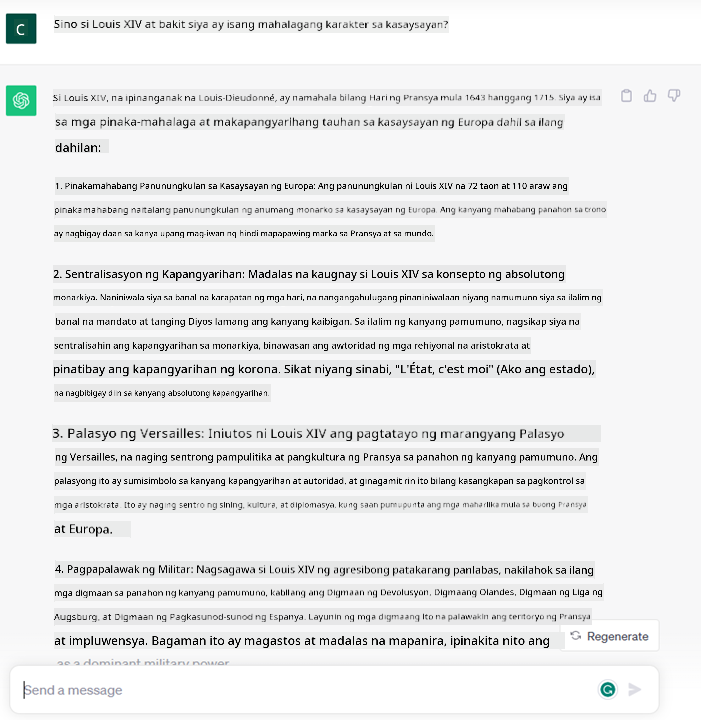 C
Sino si Louis XIV at bakit siya ay isang mahalagang karakter sa kasaysayan?
Si Louis XIV, na ipinanganak na Louis-Dieudonné, ay namahala bilang Hari ng Pransya mula 1643 hanggang 1715. Siya ay isa
sa mga pinaka-mahalaga at makapangyarihang tauhan sa kasaysayan ng Europa dahil sa ilang
dahilan:
1. Pinakamahabang Panunungkulan sa Kasaysayan ng Europa: Ang panunungkulan ni Louis XIV na 72 taon at 110 araw ang
pinakamahabang naitalang panunungkulan ng anumang monarko sa kasaysayan ng Europa. Ang kanyang mahabang panahon sa trono
ay nagbigay daan sa kanya upang mag-iwan ng hindi mapapawing marka sa Pransya at sa mundo.
2. Sentralisasyon ng Kapangyarihan: Madalas na kaugnay si Louis XIV sa konsepto ng absolutong
monarkiya. Naniniwala siya sa banal na karapatan ng mga hari, na nangangahulugang pinaniniwalaan niyang namumuno siya sa ilalim ng
banal na mandato at tanging Diyos lamang ang kanyang kaibigan. Sa ilalim ng kanyang pamumuno, nagsikap siya na
sentralisahin ang kapangyarihan sa monarkiya, binawasan ang awtoridad ng mga rehiyonal na aristokrata at
pinatibay ang kapangyarihan ng korona. Sikat niyang sinabi, "L'État, c'est moi" (Ako ang estado),
na nagbibigay diin sa kanyang absolutong kapangyarihan.
3. Palasyo ng Versailles: Iniutos ni Louis XIV ang pagtatayo ng marangyang Palasyo
ng Versailles, na naging sentrong pampulitika at pangkultura ng Pransya sa panahon ng kanyang pamumuno. Ang
palasyong ito ay sumisimbolo sa kanyang kapangyarihan at autoridad, at ginagamit rin ito bilang kasangkapan sa pagkontrol sa
mga aristokrata. Ito ay naging sentro ng sining, kultura, at diplomasya, kung saan pumupunta ang mga maharlika mula sa buong Pransya
at Europa.
4. Pagpapalawak ng Militar: Nagsagawa si Louis XIV ng agresibong patakarang panlabas, nakilahok sa ilang
mga digmaan sa panahon ng kanyang pamumuno, kabilang ang Digmaan ng Devolusyon, Digmaang Olandes, Digmaan ng Liga ng
Augsburg, at Digmaan ng Pagkasunod-sunod ng Espanya. Layunin ng mga digmaang ito na palawakin ang teritoryo ng Pransya
at impluwensya. Bagaman ito ay magastos at madalas na mapanira, ipinakita nito ang
Regenerate
as a dominant military power.
Send a message